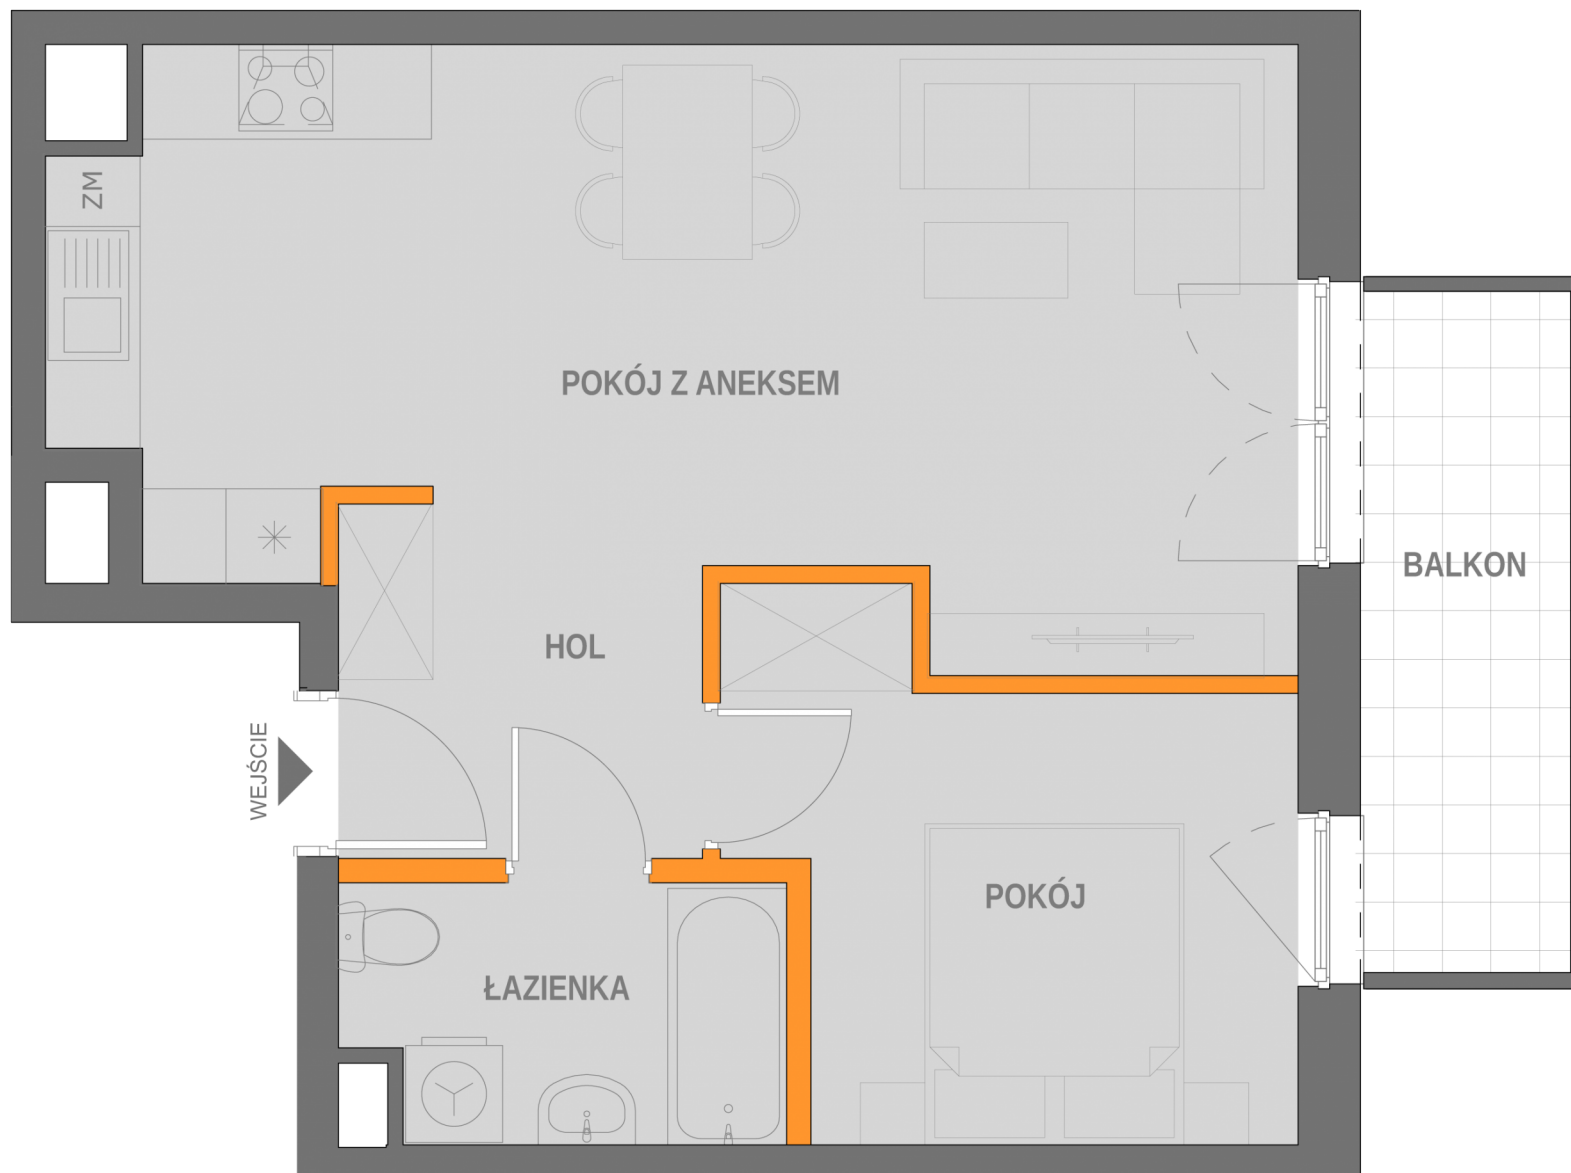 ZM
POKÓJ Z ANEKSEM
BALKON
HOL
WEJŚCIE
POKÓJ
ŁAZIENKA